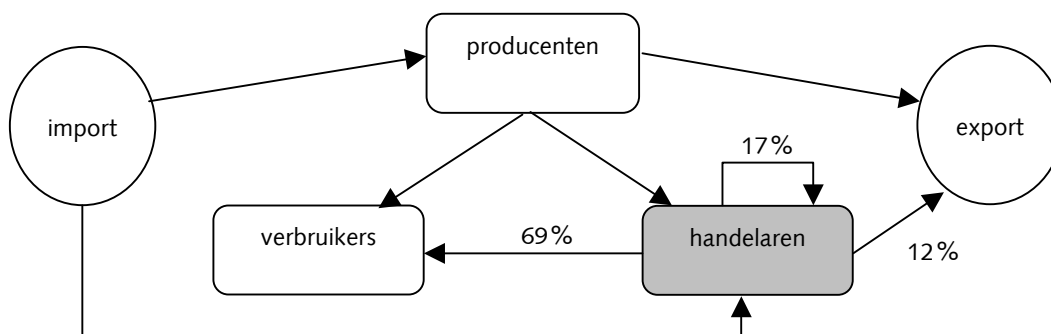 producenten
import
export
17%
verbruikers
69%
handelaren
12%